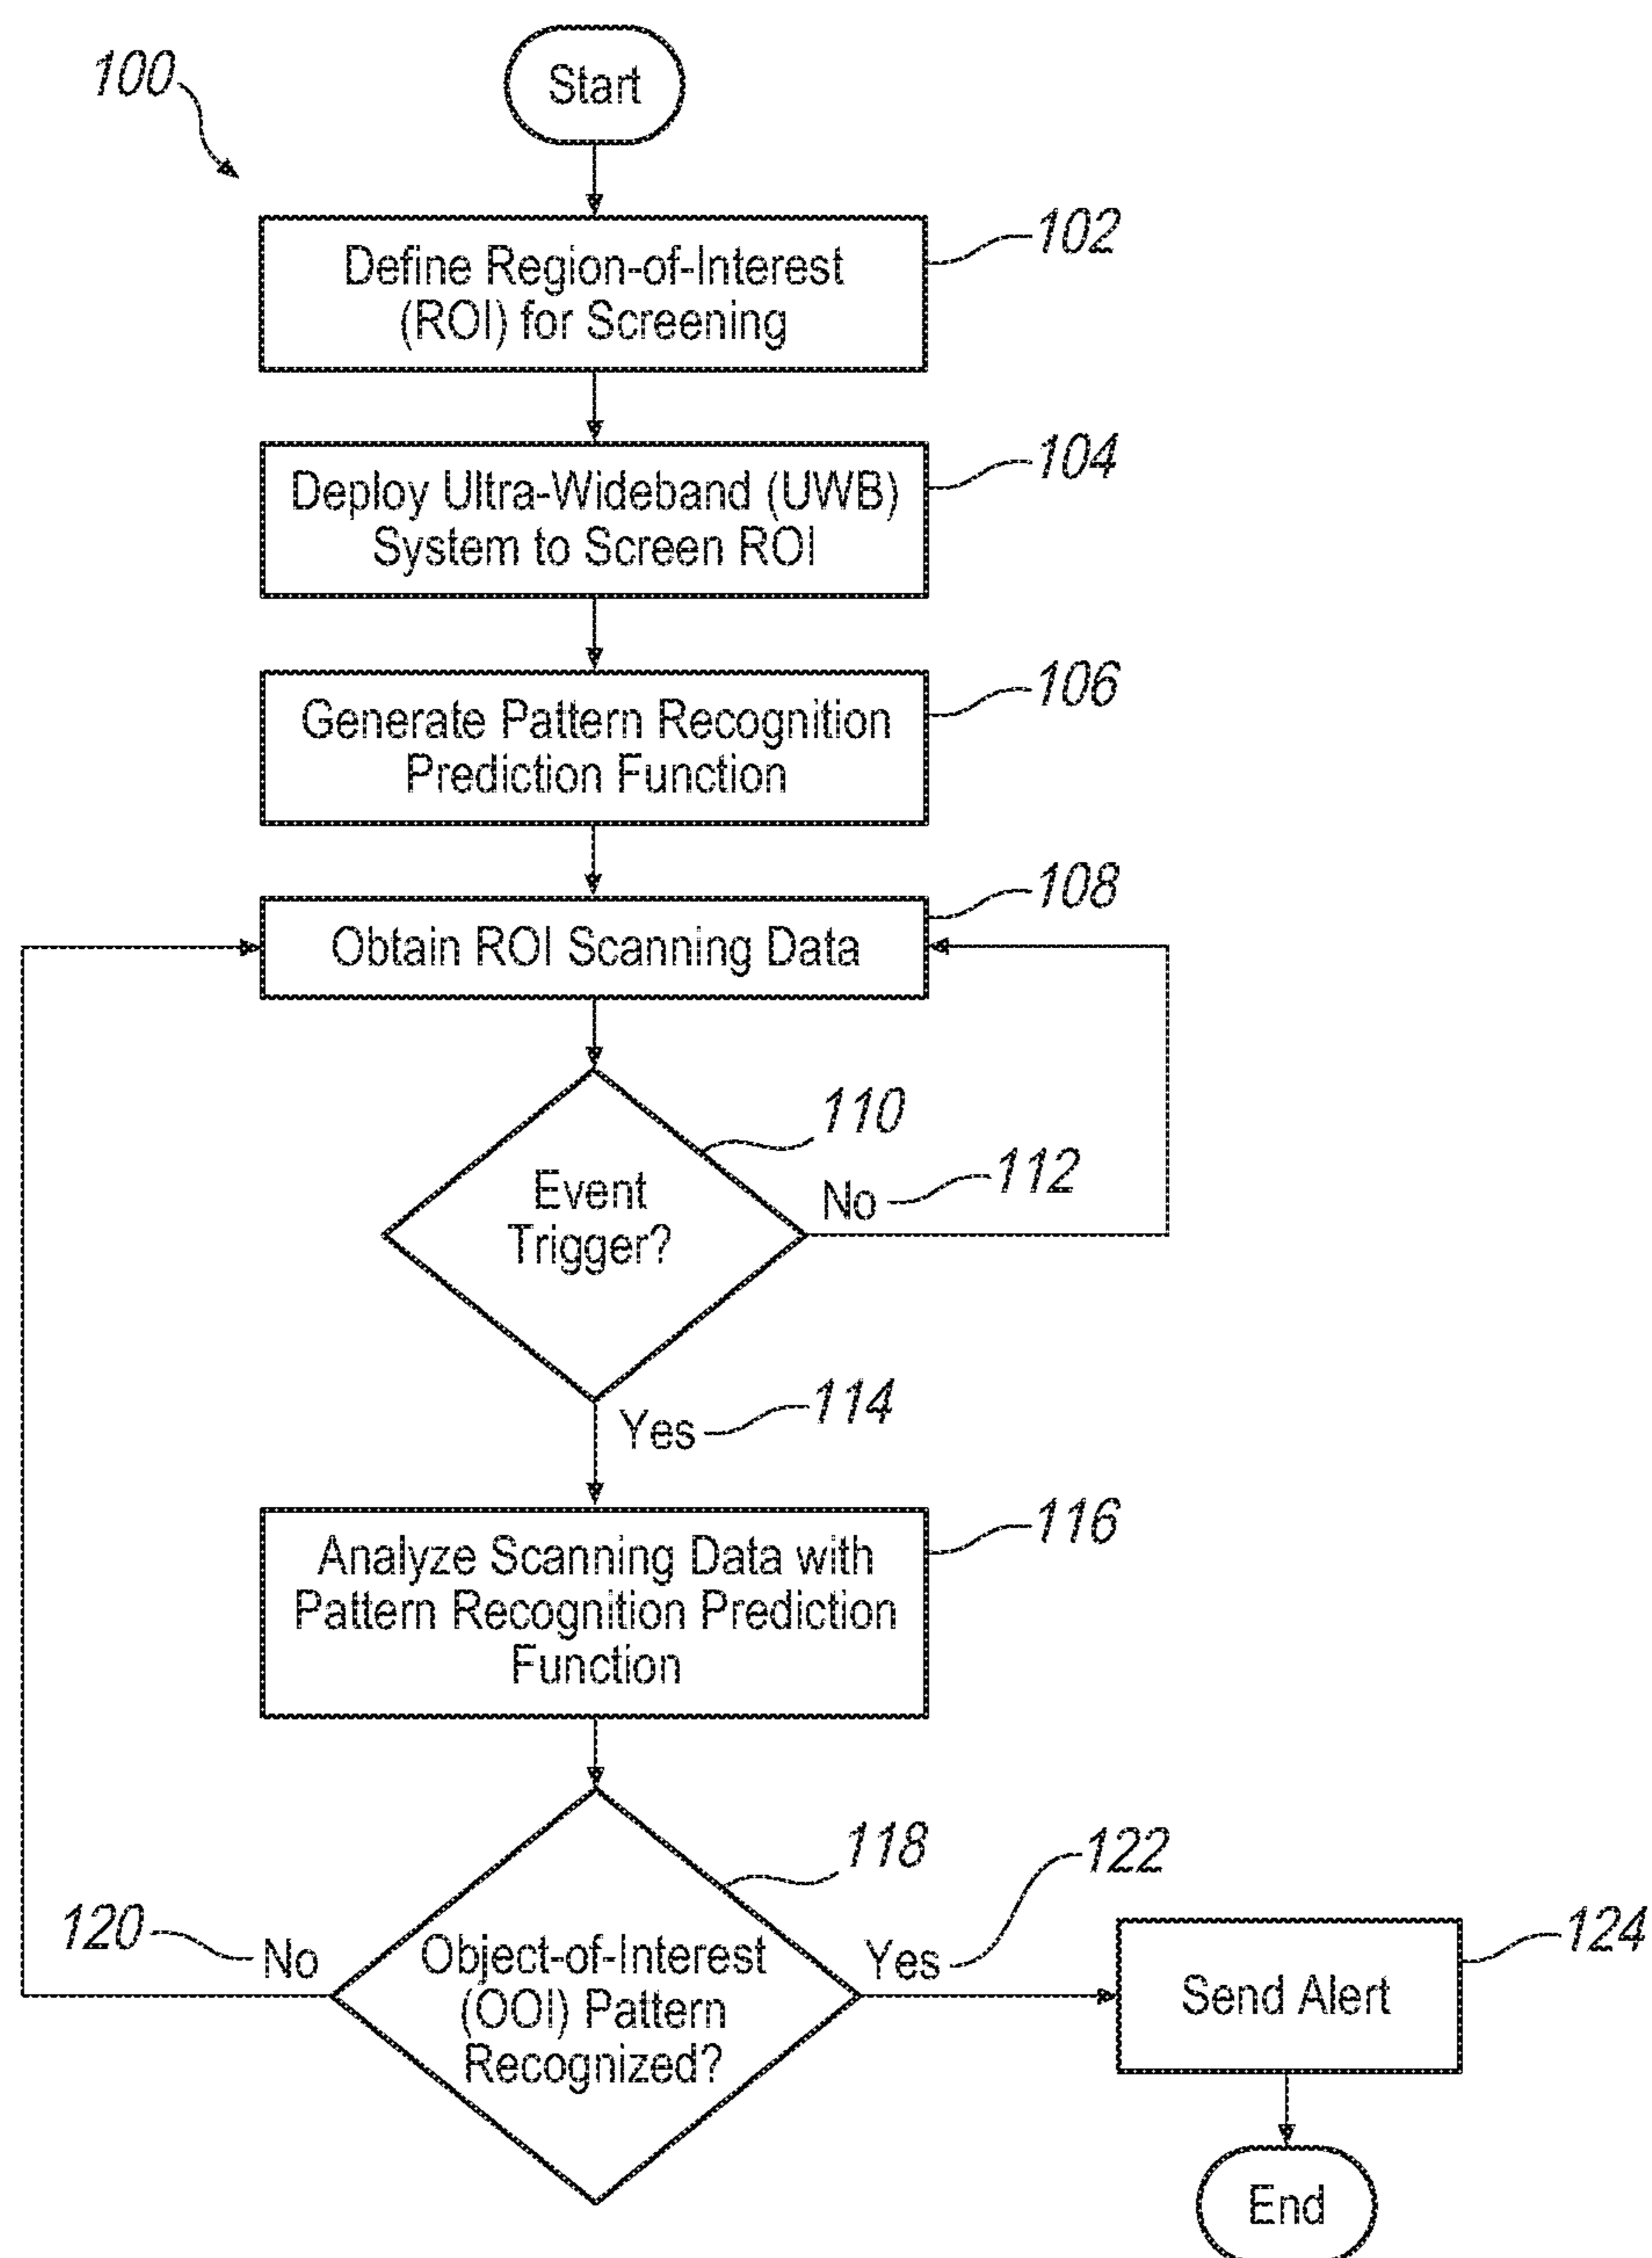 100
Start
102
Define Region-of-Interest
(ROI) for Screening
104
Deploy Ultra-Wideband (UWB)
System to Screen ROI
106
Generate Pattern Recognition
Prediction Function
108
Obtain ROI Scanning Data
110
Event
Trigger?
No
112
Yes
114
116
Analyze Scanning Data with
Pattern Recognition Prediction
Function
118
Object-of-Interest
(OOI) Pattern
Recognized?
120
No
Yes
122
124
Send Alert
End